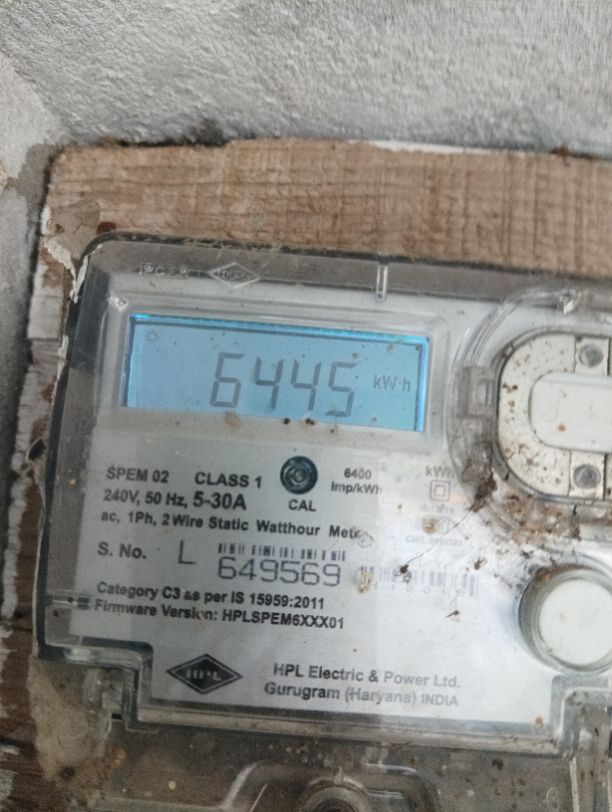 6445 kW·h
SPEM 02 CLASS 1
6400 imp/kWh
240V, 50 Hz, 5-30A
CAL
ac, 1Ph, 2 Wire Static Watthour
S. No. L 649569
Category C3 as per IS 15959:2011
Firmware Version: HPLSPEM6XXX01
HPL
HPL Electric & Power Ltd.
Gurugram (Haryana) INDIA